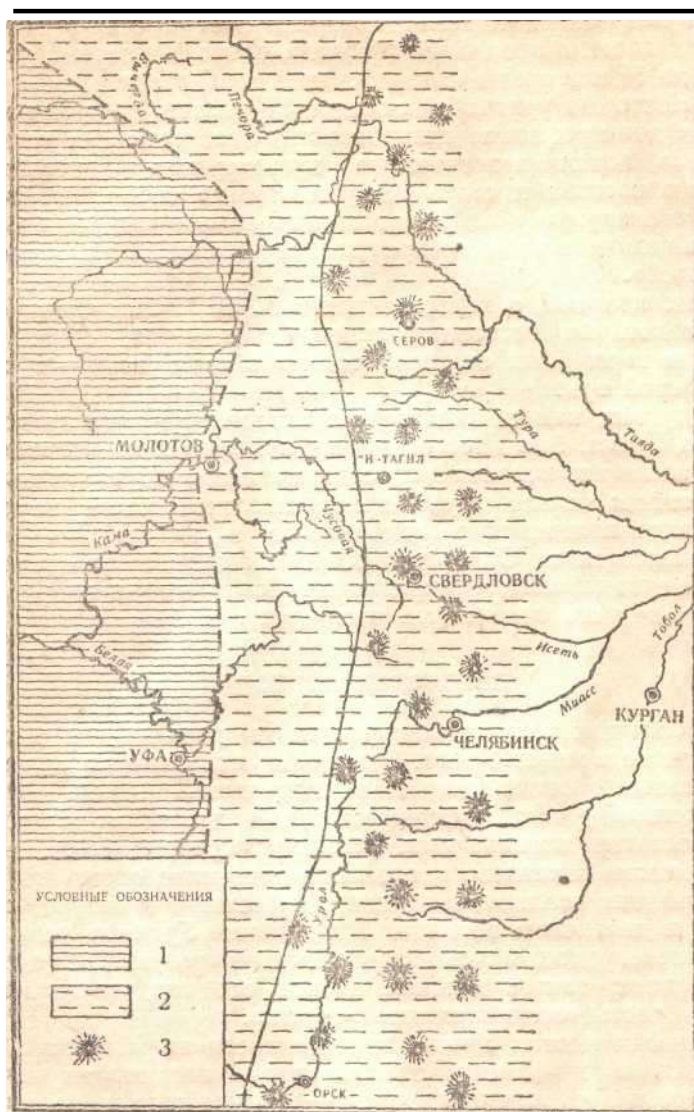 Печора
СЕРОВ
Тура
Тавда
МОЛОТОВ
Н-ТАГИЛ
Чусовая
Кама
СВЕРДЛОВСК
Белая
Исеть
Тобол
Миасс
КУРГАН
УФА
ЧЕЛЯБИНСК
УСЛОВНЫЕ ОБОЗНАЧЕНИЯ
Урал
1
2
3
ОРСК